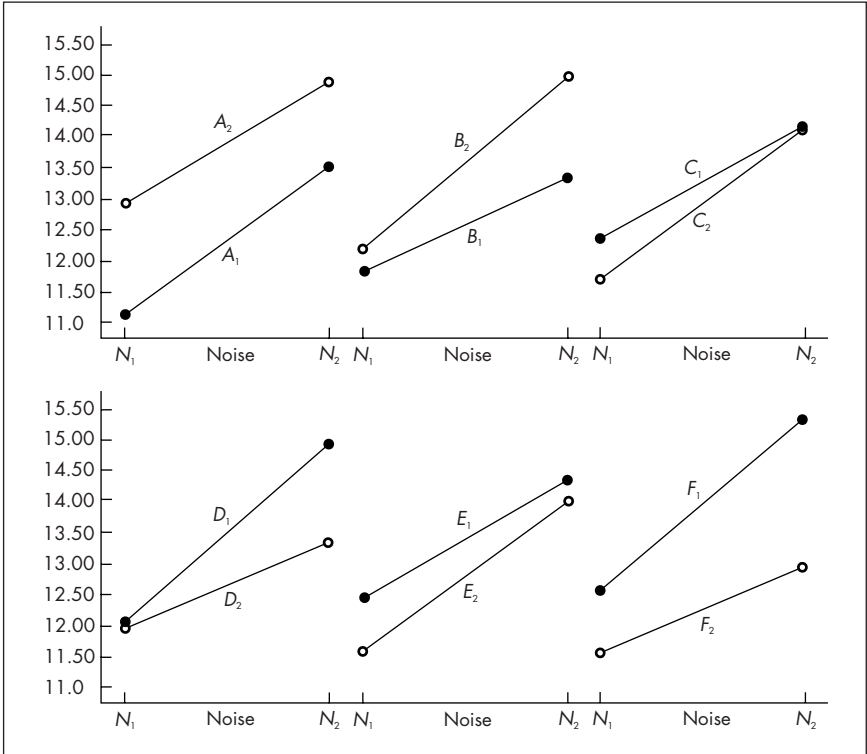 15.50
15.00
14.50
14.00
13.50
13.00
12.50
12.00
11.50
11.0
A₂
A₁
B₂
B₁
C₁
C₂
N₁ Noise N₂ N₁ Noise N₂ N₁ Noise N₂
15.50
15.00
14.50
14.00
13.50
13.00
12.50
12.00
11.50
11.0
D₁
D₂
E₁
E₂
F₁
F₂
N₁ Noise N₂ N₁ Noise N₂ N₁ Noise N₂